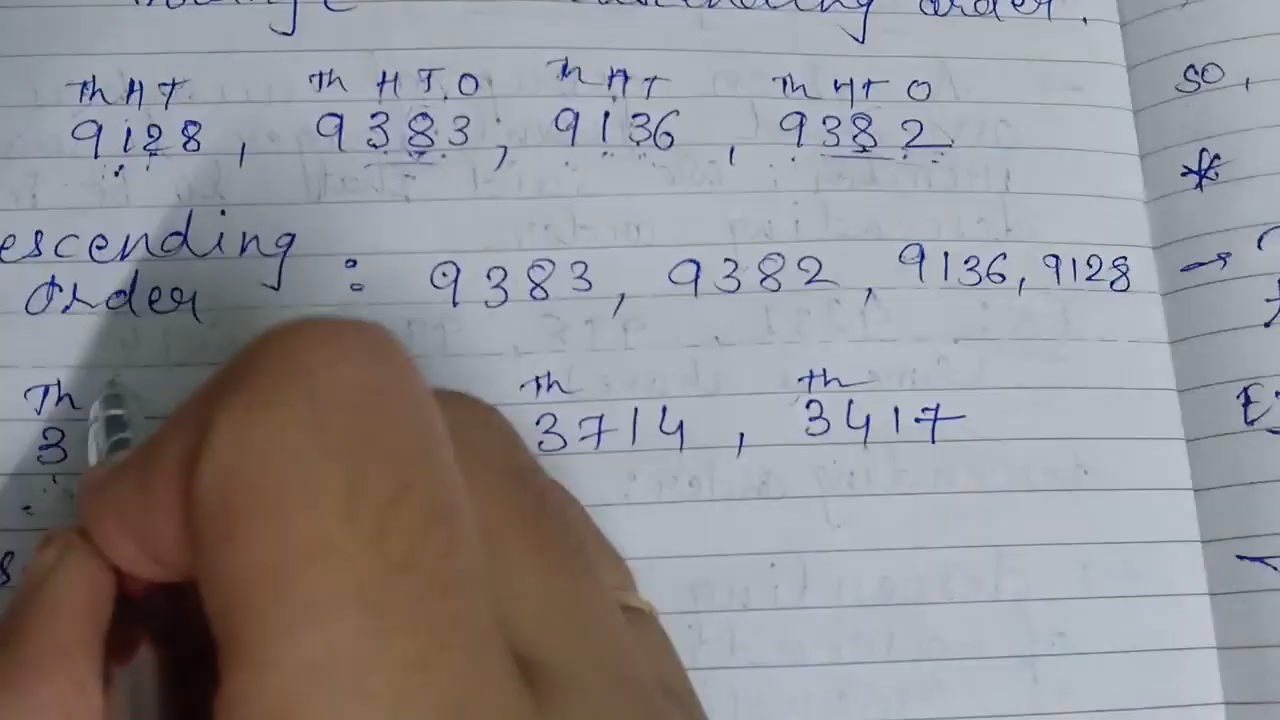 order.
Th H T Th H T.O Th H T Th H T O
9128, 9383, 9136, 9382
escending
Order : 9383, 9382, 9136, 9128 →
Th Th Th
3 3714, 3417
so,
*